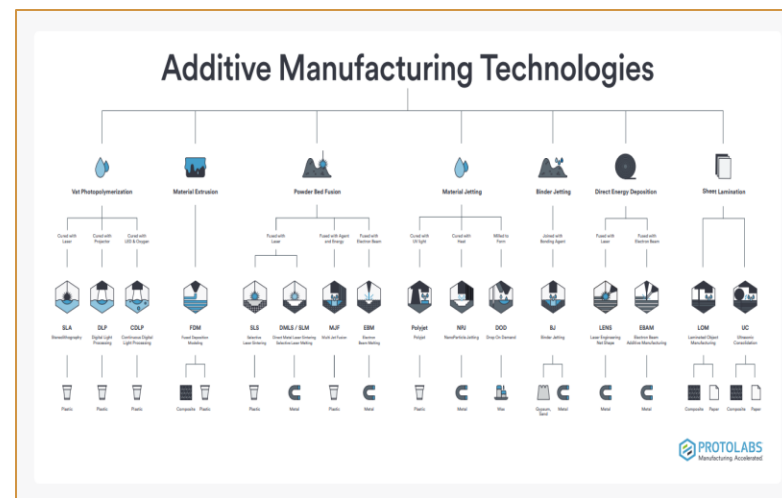 Additive Manufacturing Technologies
Vat Photopolymerization
Material Extrusion
Powder Bed Fusion
Material Jetting
Binder Jetting
Direct Energy Deposition
Sheet Lamination
Cured with
Laser
Cured with
Projector
Cured with
LED & Oxygen
Fused with
Laser
Fused with Agent
and Energy
Fused with
Electron Beam
Cured with
UV light
Cured with
Heat
Milled to
Form
Joined with
Bonding Agent
Fused with
Laser
Fused with
Electron Beam
SLA
Stereolithography
DLP
Digital Light
Processing
CDLP
Continuous Digital
Light Processing
FDM
Fused Deposition
Modeling
SLS
Selective
Laser Sintering
DMLS / SLM
Direct Metal Laser Sintering
Selective Laser Melting
MJF
Multi Jet Fusion
EBM
Electron
Beam Melting
Polyjet
Polyjet
NPJ
NanoParticle Jetting
DOD
Drop On Demand
BJ
Binder Jetting
LENS
Laser Engineering
Net Shape
EBAM
Electron Beam
Additive Manufacturing
LOM
Laminated Object
Manufacturing
UC
Ultrasonic
Consolidation
Plastic
Plastic
Plastic
Composite
Plastic
Plastic
Metal
Plastic
Metal
Plastic
Metal
Wax
Gypsum,
Sand
Metal
Metal
Metal
Composite
Paper
Composite
Paper
PROTOLABS
Manufacturing Accelerated